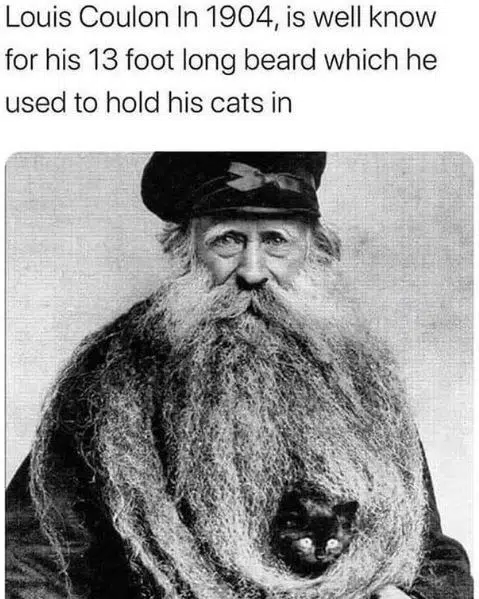 Louis Coulon In 1904, is well know
for his 13 foot long beard which he
used to hold his cats in